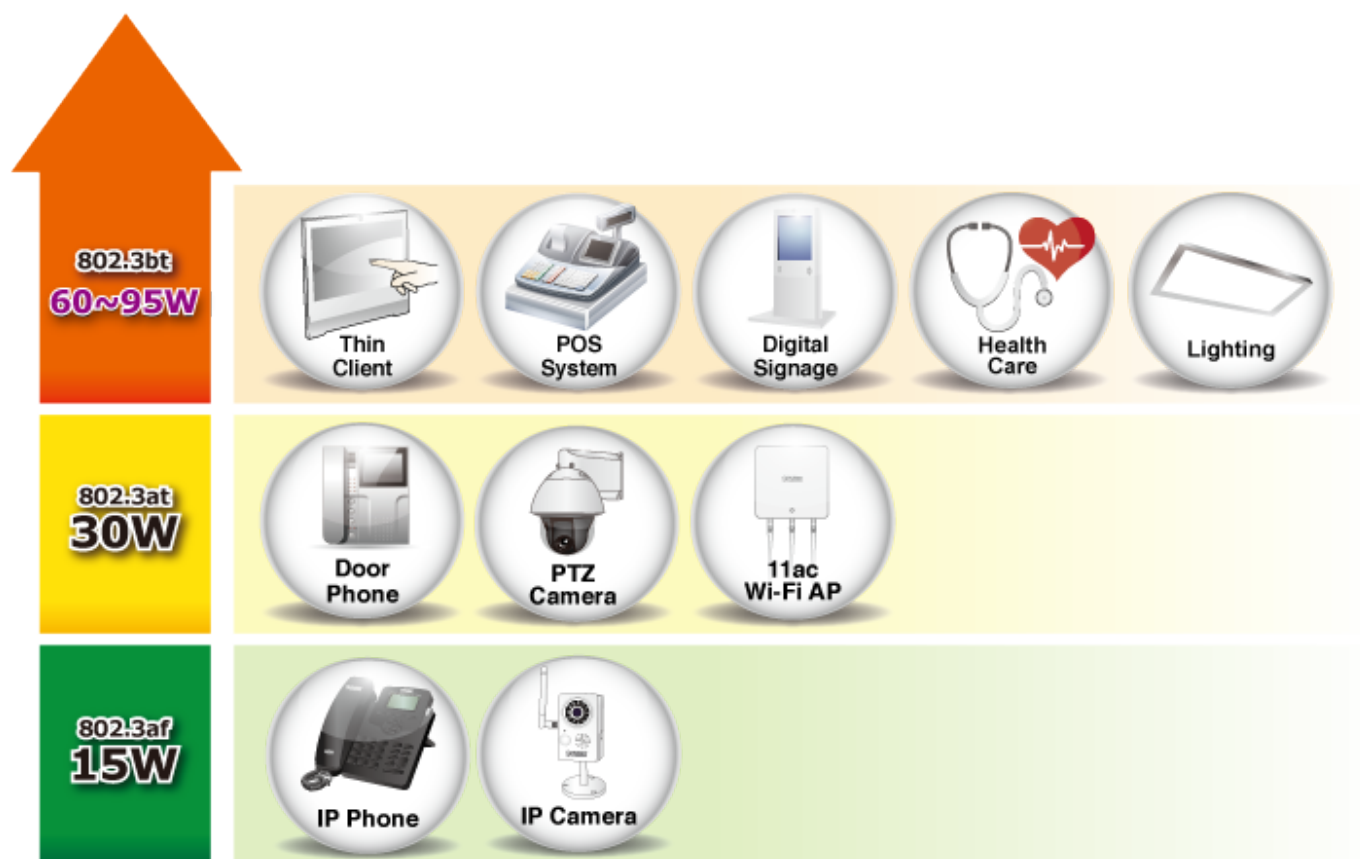 802.3bt
60~95W
Thin
Client
POS
System
Digital
Signage
Health
Care
Lighting
802.3at
30W
Door
Phone
PTZ
Camera
11ac
Wi-Fi AP
802.3af
15W
IP Phone
IP Camera